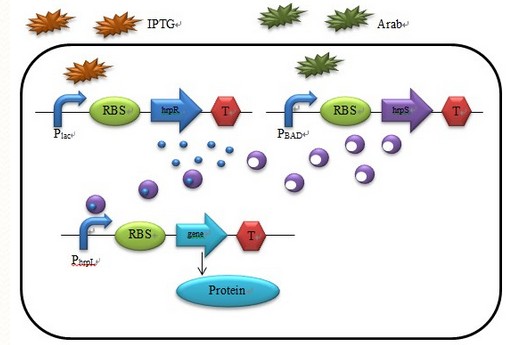 IPTG
Arab
RBS
hrpR
T
RBS
hrpS
T
Plac
PBAD
RBS
gene
T
PhrpL
Protein